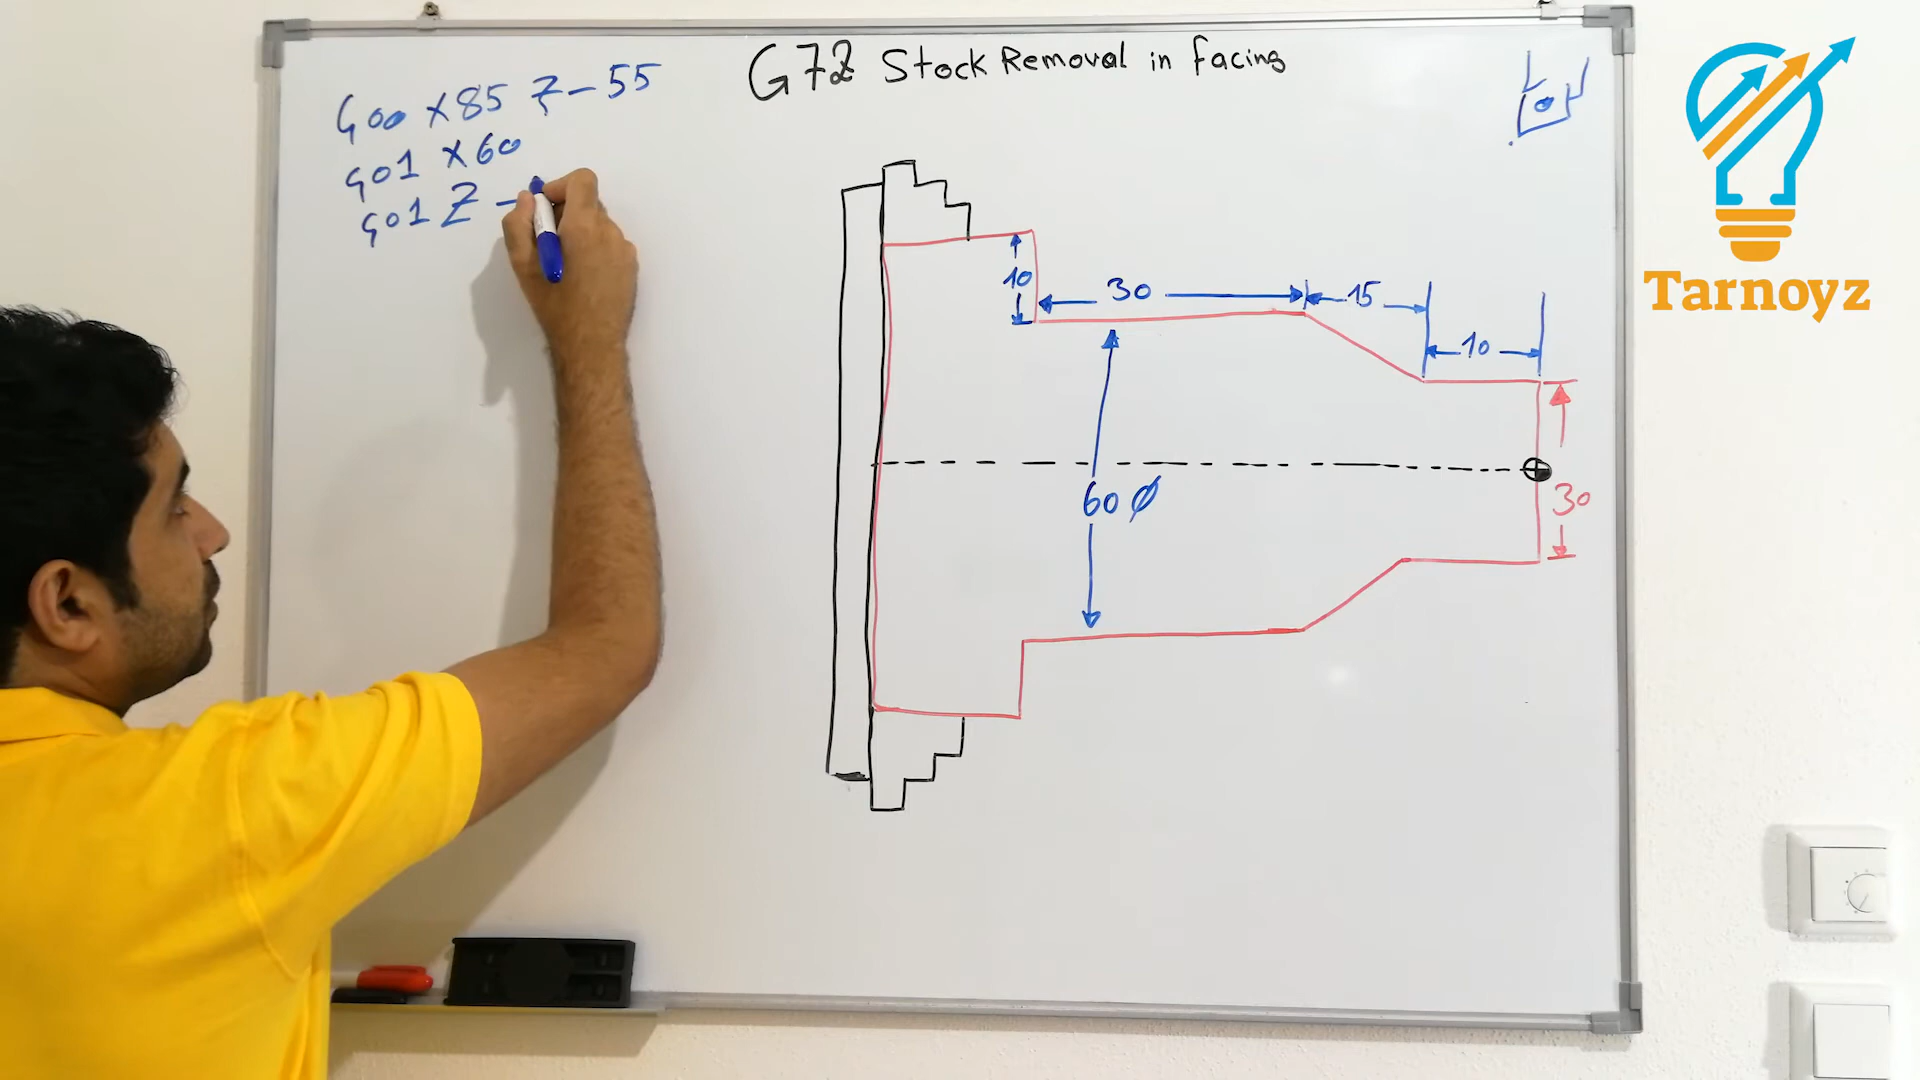 G72 Stock Removal in facing
G00 X85 Z-55
G01 X60
G01 Z-
10
30
15
10
60 Ø
30
Tarnoyz